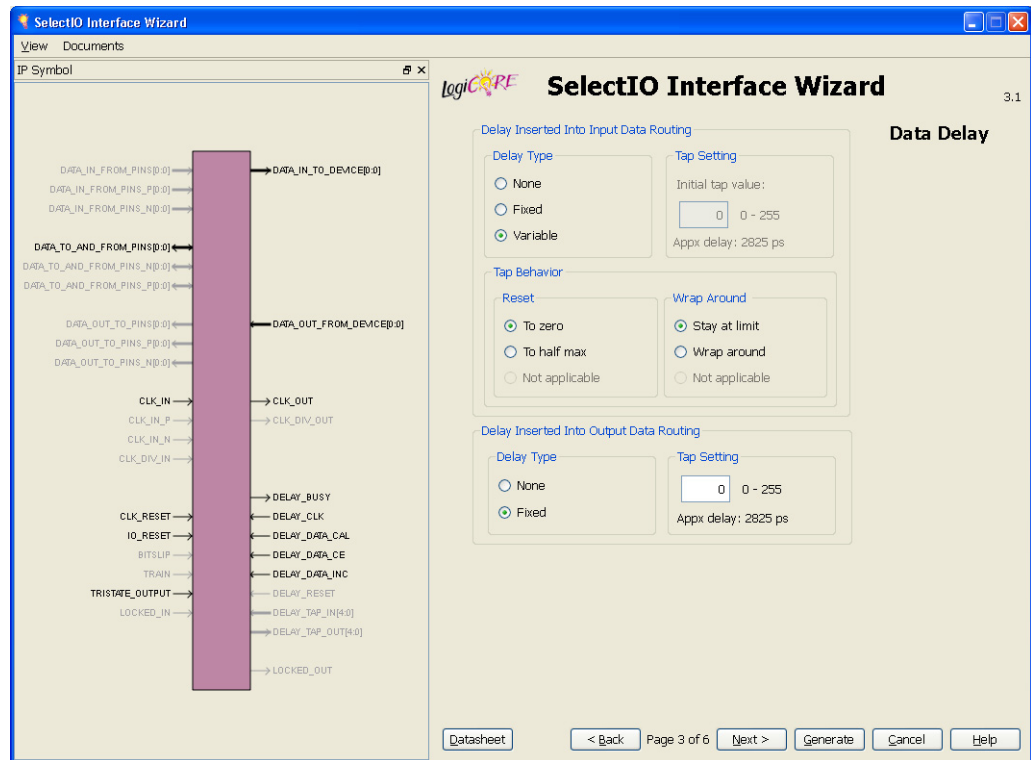 SelectIO Interface Wizard
View Documents
IP Symbol
DATA_IN_FROM_PINS[0:0]
DATA_IN_FROM_PINS_P[0:0]
DATA_IN_FROM_PINS_N[0:0]
DATA_TO_AND_FROM_PINS[0:0]
DATA_TO_AND_FROM_PINS_N[0:0]
DATA_TO_AND_FROM_PINS_P[0:0]
DATA_OUT_TO_PINS[0:0]
DATA_OUT_TO_PINS_P[0:0]
DATA_OUT_TO_PINS_N[0:0]
CLK_IN
CLK_IN_P
CLK_IN_N
CLK_DIV_IN
CLK_RESET
IO_RESET
BITSLIP
TRAIN
TRISTATE_OUTPUT
LOCKED_IN
DATA_IN_TO_DEVICE[0:0]
DATA_OUT_FROM_DEVICE[0:0]
CLK_OUT
CLK_DIV_OUT
DELAY_BUSY
DELAY_CLK
DELAY_DATA_CAL
DELAY_DATA_CE
DELAY_DATA_INC
DELAY_RESET
DELAY_TAP_IN[4:0]
DELAY_TAP_OUT[4:0]
LOCKED_OUT
logiCORE
SelectIO Interface Wizard
3.1
Data Delay
Delay Inserted Into Input Data Routing
Delay Type
None
Fixed
Variable
Tap Setting
Initial tap value:
0 0 - 255
Appx delay: 2825 ps
Tap Behavior
Reset
To zero
To half max
Not applicable
Wrap Around
Stay at limit
Wrap around
Not applicable
Delay Inserted Into Output Data Routing
Delay Type
None
Fixed
Tap Setting
0 0 - 255
Appx delay: 2825 ps
Datasheet < Back Page 3 of 6 Next > Generate Cancel Help